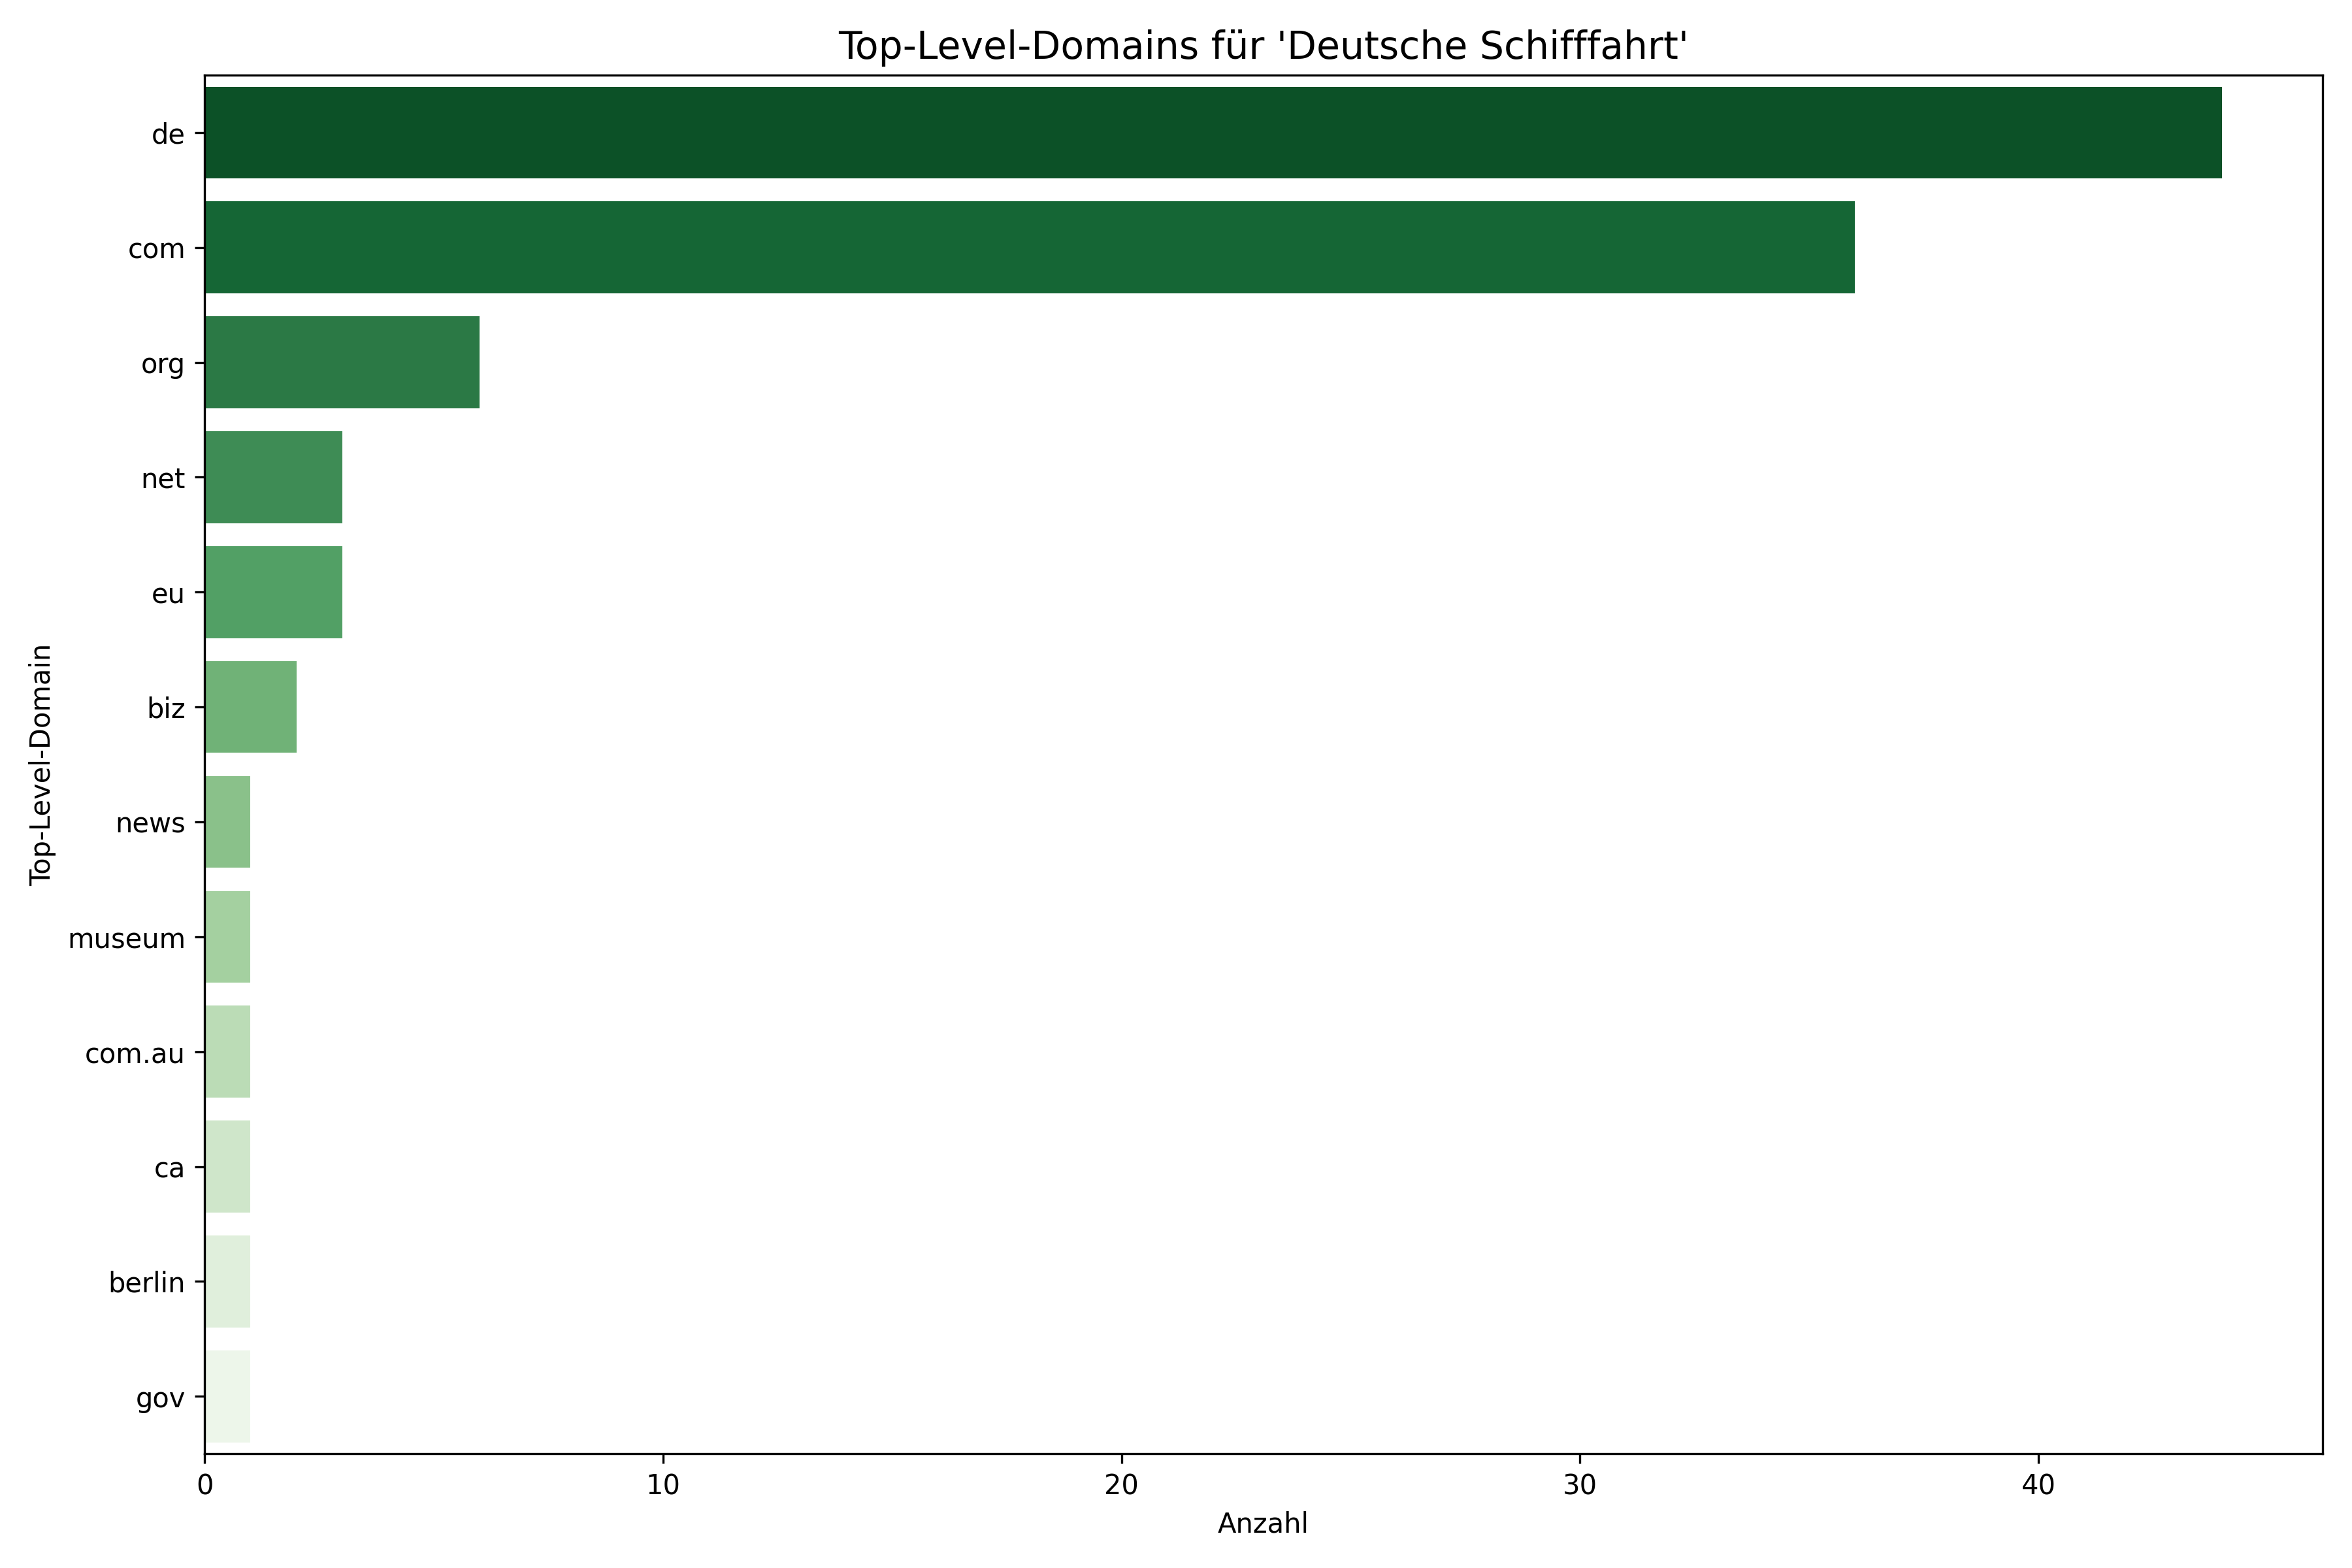 Top-Level-Domains für 'Deutsche Schifffahrt'
Top-Level-Domain
de
com
org
net
eu
biz
news
museum
com.au
ca
berlin
gov
0 10 20 30 40
Anzahl